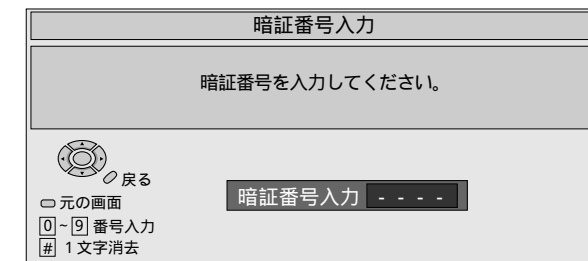 暗証番号入力
暗証番号を入力してください。
戻る
元の画面
暗証番号入力 - - - -
0~9 番号入力
# 1文字消去